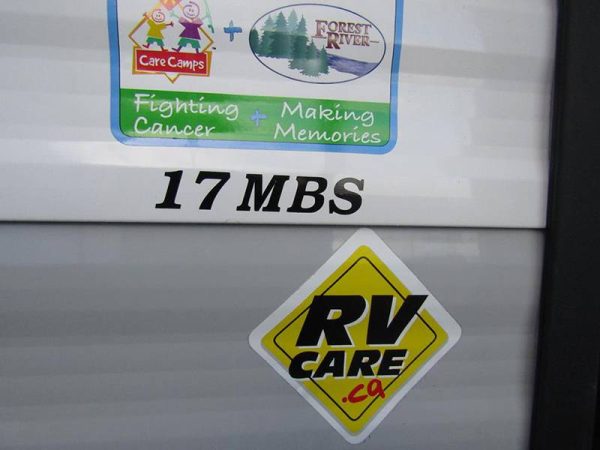 Care Camps
FOREST
RIVER
Fighting
Cancer
+
Making
Memories
17 MBS
RV
CARE
.ca